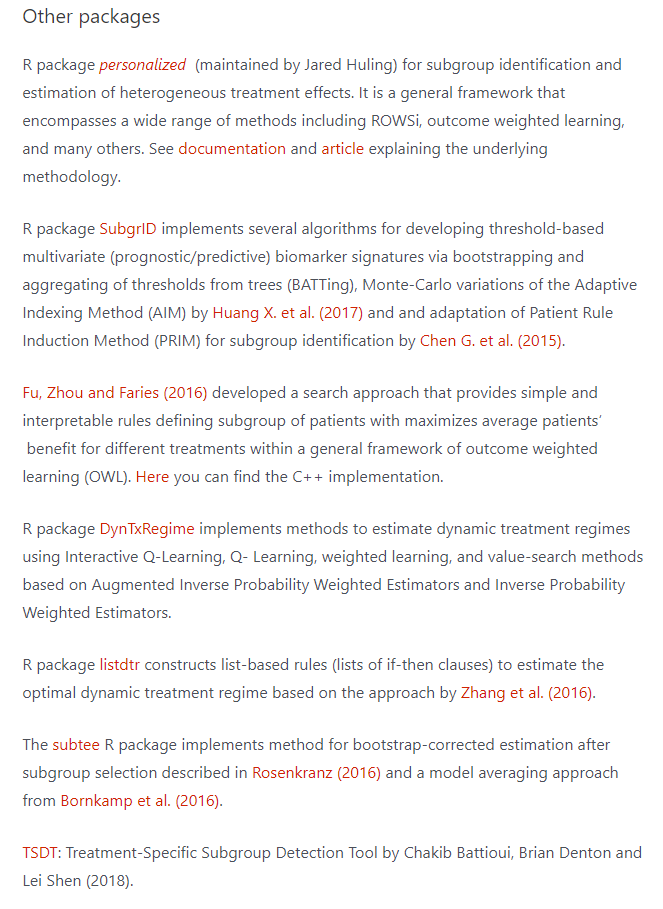 Other packages
R package personalized (maintained by Jared Huling) for subgroup identification and
estimation of heterogeneous treatment effects. It is a general framework that
encompasses a wide range of methods including ROWSi, outcome weighted learning,
and many others. See documentation and article explaining the underlying
methodology.
R package SubgrID implements several algorithms for developing threshold-based
multivariate (prognostic/predictive) biomarker signatures via bootstrapping and
aggregating of thresholds from trees (BATTing), Monte-Carlo variations of the Adaptive
Indexing Method (AIM) by Huang X. et al. (2017) and and adaptation of Patient Rule
Induction Method (PRIM) for subgroup identification by Chen G. et al. (2015).
Fu, Zhou and Faries (2016) developed a search approach that provides simple and
interpretable rules defining subgroup of patients with maximizes average patients’
benefit for different treatments within a general framework of outcome weighted
learning (OWL). Here you can find the C++ implementation.
R package DynTxRegime implements methods to estimate dynamic treatment regimes
using Interactive Q-Learning, Q- Learning, weighted learning, and value-search methods
based on Augmented Inverse Probability Weighted Estimators and Inverse Probability
Weighted Estimators.
R package listdtr constructs list-based rules (lists of if-then clauses) to estimate the
optimal dynamic treatment regime based on the approach by Zhang et al. (2016).
The subtee R package implements method for bootstrap-corrected estimation after
subgroup selection described in Rosenkranz (2016) and a model averaging approach
from Bornkamp et al. (2016).
TSDT: Treatment-Specific Subgroup Detection Tool by Chakib Battioui, Brian Denton and
Lei Shen (2018).